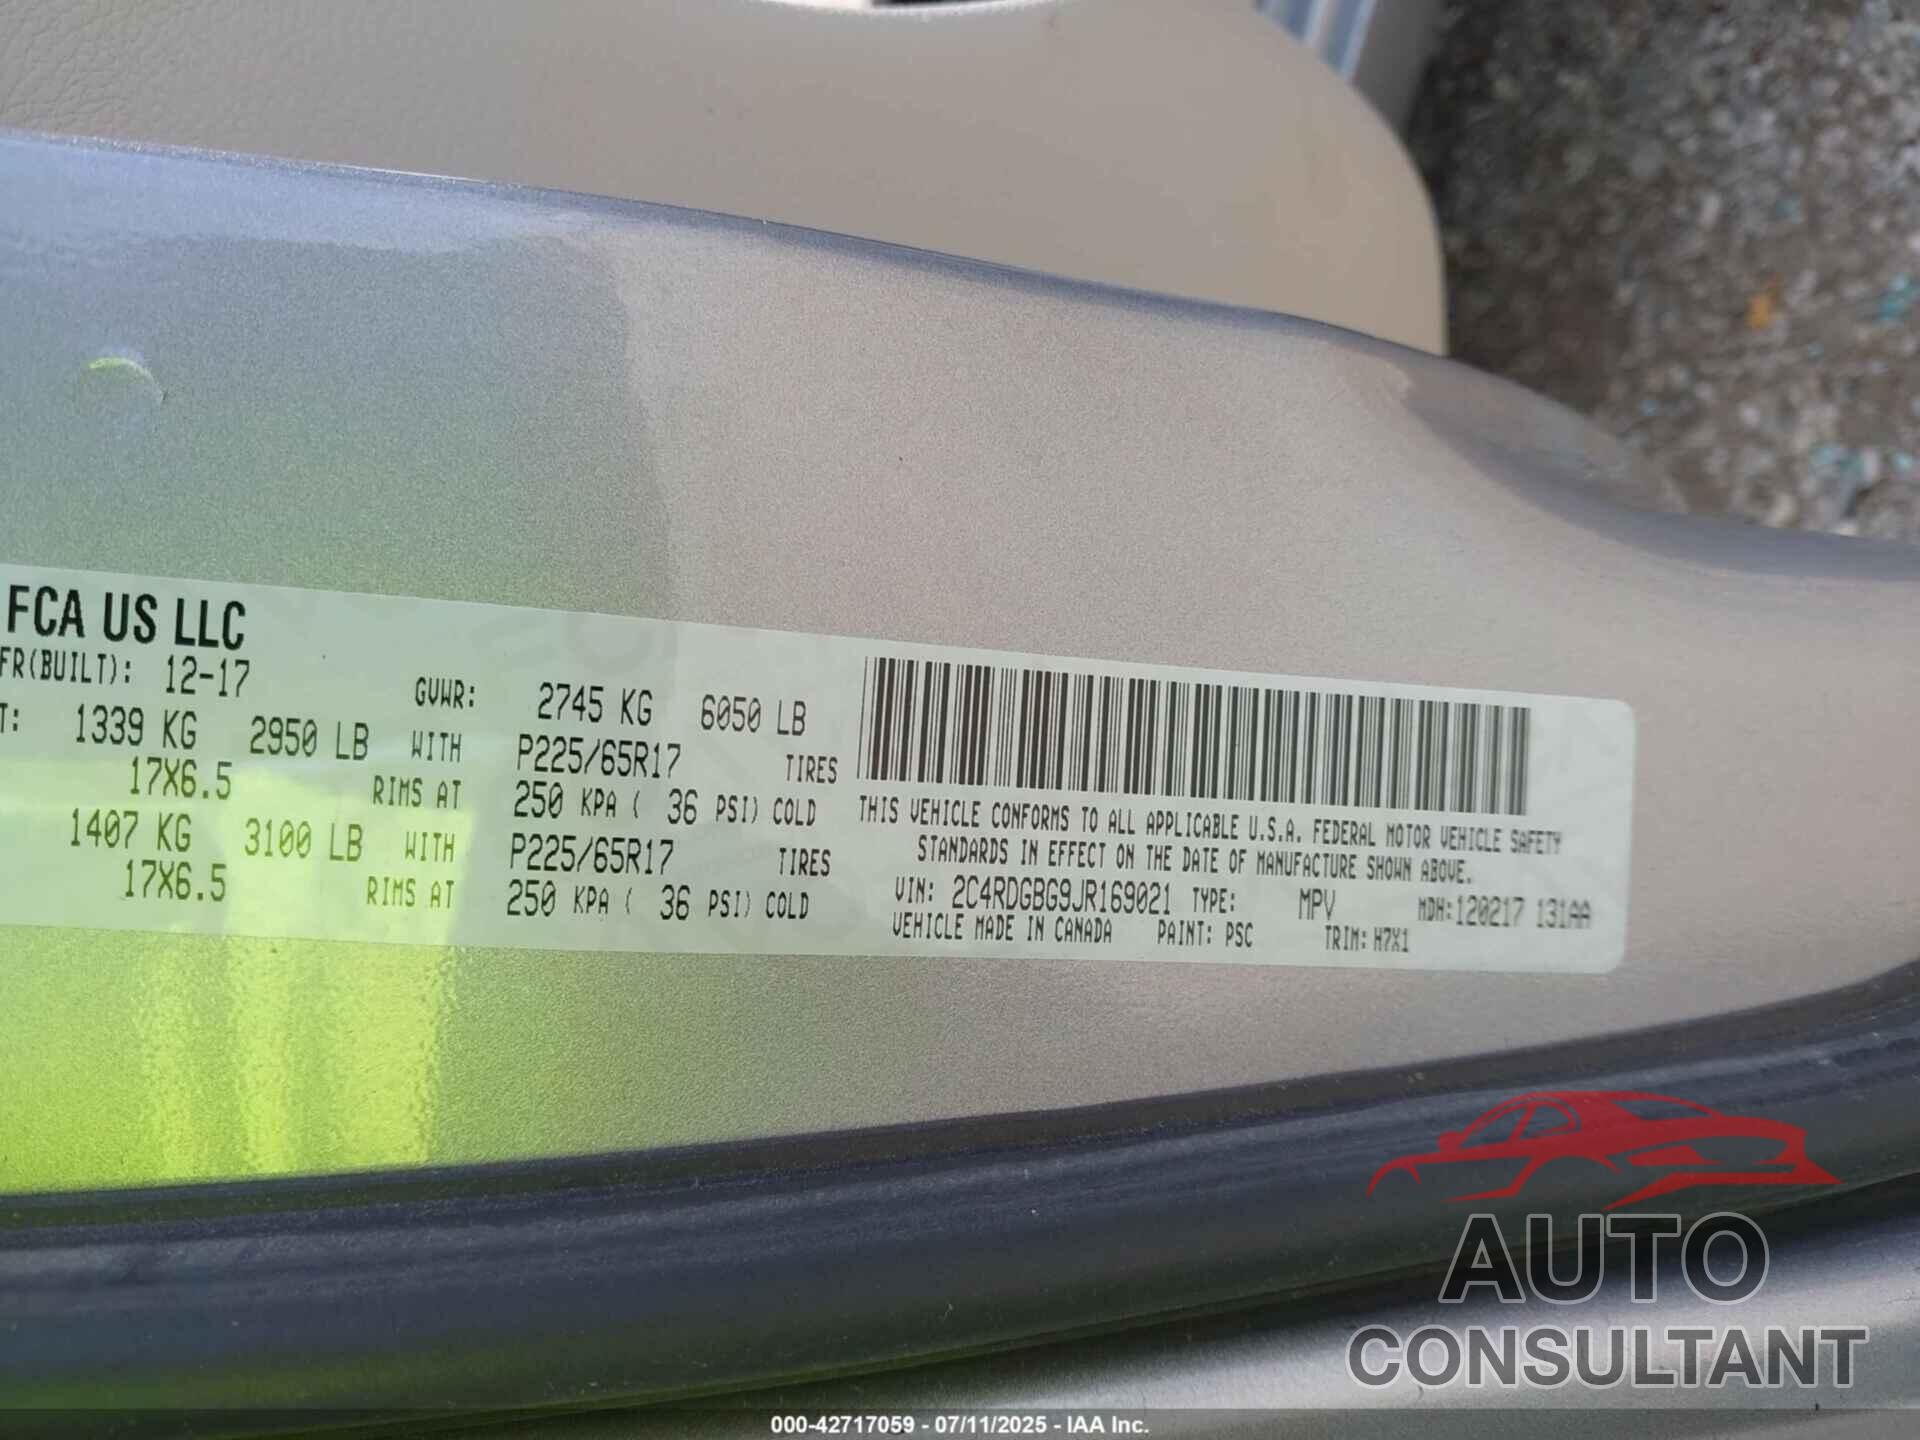 FCA US LLC
FR(BUILT): 12-17 GVWR: 2745 KG 6050 LB
T: 1339 KG 2950 LB WITH P225/65R17 TIRES
17X6.5 RIMS AT 250 KPA ( 36 PSI) COLD
1407 KG 3100 LB WITH P225/65R17 TIRES
17X6.5 RIMS AT 250 KPA ( 36 PSI) COLD
THIS VEHICLE CONFORMS TO ALL APPLICABLE U.S.A. FEDERAL MOTOR VEHICLE SAFETY
STANDARDS IN EFFECT ON THE DATE OF MANUFACTURE SHOWN ABOVE.
VIN: 2C4RDGBG9JR169021 TYPE: MPV MDH:120217 131AA
VEHICLE MADE IN CANADA PAINT: PSC TRIM: H7X1
AUTO
CONSULTANT
000-42717059 - 07/11/2025 - IAA Inc.